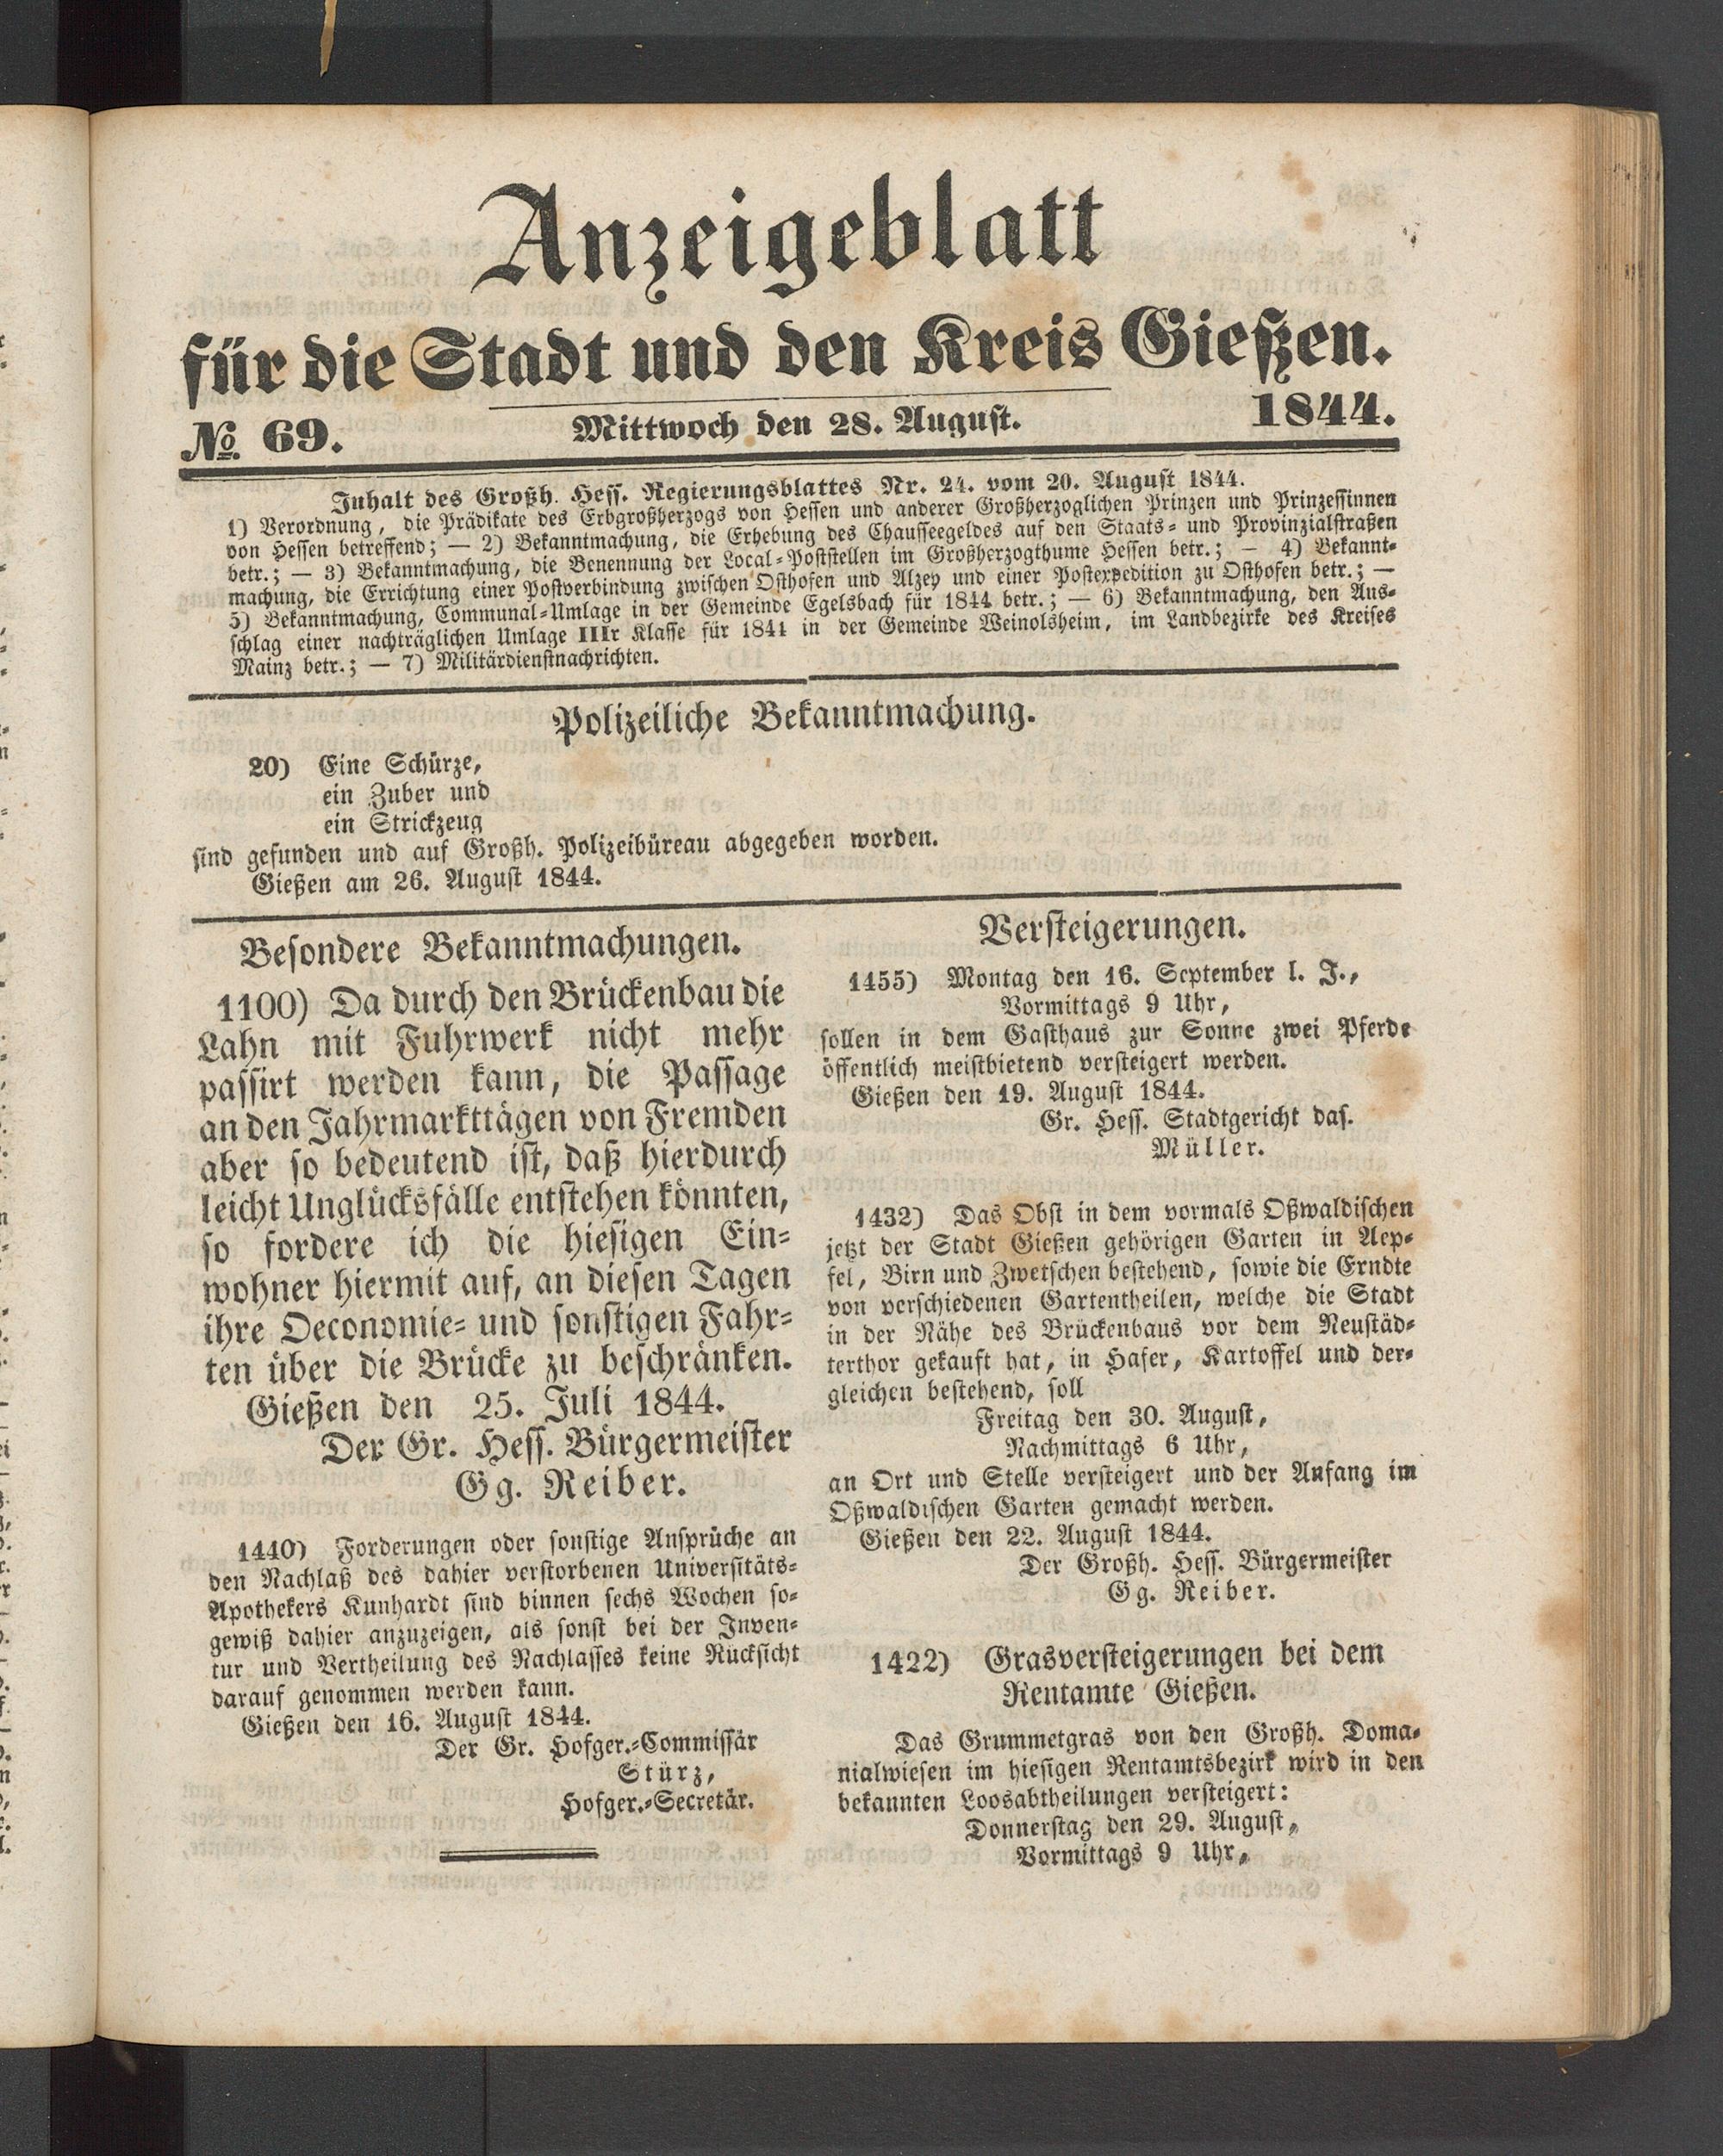 Anzeigeblatt
für die Stadt und den Kreis Gießen.
№ 69.
Mittwoch den 28. August.
1844.
Inhalt des Großh. Hess. Regierungsblattes Nr. 24. vom 20. August 1844.
1) Verordnung, die Prädikate des Erbgroßherzogs von Hessen und anderer Großherzoglichen Prinzen und Prinzessinnen
von Hessen betreffend; — 2) Bekanntmachung, die Erhebung des Chausseegeldes auf den Staats- und Provinzialstraßen
betr.; — 3) Bekanntmachung, die Benennung der Local-Poststellen im Großherzogthume Hessen betr.; — 4) Bekannt-
machung, die Errichtung einer Postverbindung zwischen Osthofen und Alzey und einer Postexpedition zu Osthofen betr.; —
5) Bekanntmachung, Communal-Umlage in der Gemeinde Egelsbach für 1844 betr.; — 6) Bekanntmachung, den Aus-
schlag einer nachträglichen Umlage IIIr Klasse für 1844 in der Gemeinde Weinolsheim, im Landbezirke des Kreises
Mainz betr.; — 7) Militärdienstnachrichten.
Polizeiliche Bekanntmachung.
20) Eine Schürze,
ein Zuber und
ein Strickzeug
sind gefunden und auf Großh. Polizeibüreau abgegeben worden.
Gießen am 26. August 1844.
Besondere Bekanntmachungen.
1100) Da durch den Brückenbau die
Lahn mit Fuhrwerk nicht mehr
passirt werden kann, die Passage
an den Jahrmarkttägen von Fremden
aber so bedeutend ist, daß hierdurch
leicht Unglücksfälle entstehen könnten,
so fordere ich die hiesigen Ein-
wohner hiermit auf, an diesen Tagen
ihre Oeconomie- und sonstigen Fahr-
ten über die Brücke zu beschränken.
Gießen den 25. Juli 1844.
Der Gr. Hess. Bürgermeister
Gg. Reiber.
1440) Forderungen oder sonstige Ansprüche an
den Nachlaß des dahier verstorbenen Universitäts-
Apothekers Kunhardt sind binnen sechs Wochen so-
gewiß dahier anzuzeigen, als sonst bei der Inven-
tur und Vertheilung des Nachlasses keine Rücksicht
darauf genommen werden kann.
Gießen den 16. August 1844.
Der Gr. Hofger.-Commissär
Stürz,
Hofger.-Secretär.
Versteigerungen.
1455) Montag den 16. September l. J.,
Vormittags 9 Uhr,
sollen in dem Gasthaus zur Sonne zwei Pferde
öffentlich meistbietend versteigert werden.
Gießen den 19. August 1844.
Gr. Hess. Stadtgericht das.
Müller.
1432) Das Obst in dem vormals Oßwaldischen
jetzt der Stadt Gießen gehörigen Garten in Aep-
fel, Birn und Zwetschen bestehend, sowie die Erndte
von verschiedenen Gartentheilen, welche die Stadt
in der Nähe des Brückenbaus vor dem Neustäd-
terthor gekauft hat, in Hafer, Kartoffel und der-
gleichen bestehend, soll
Freitag den 30. August,
Nachmittags 6 Uhr,
an Ort und Stelle versteigert und der Anfang im
Oßwaldischen Garten gemacht werden.
Gießen den 22. August 1844.
Der Großh. Hess. Bürgermeister
Gg. Reiber.
1422) Grasversteigerungen bei dem
Rentamte Gießen.
Das Grummetgras von den Großh. Doma-
nialwiesen im hiesigen Rentamtsbezirk wird in den
bekannten Loosabtheilungen versteigert:
Donnerstag den 29. August,
Vormittags 9 Uhr,